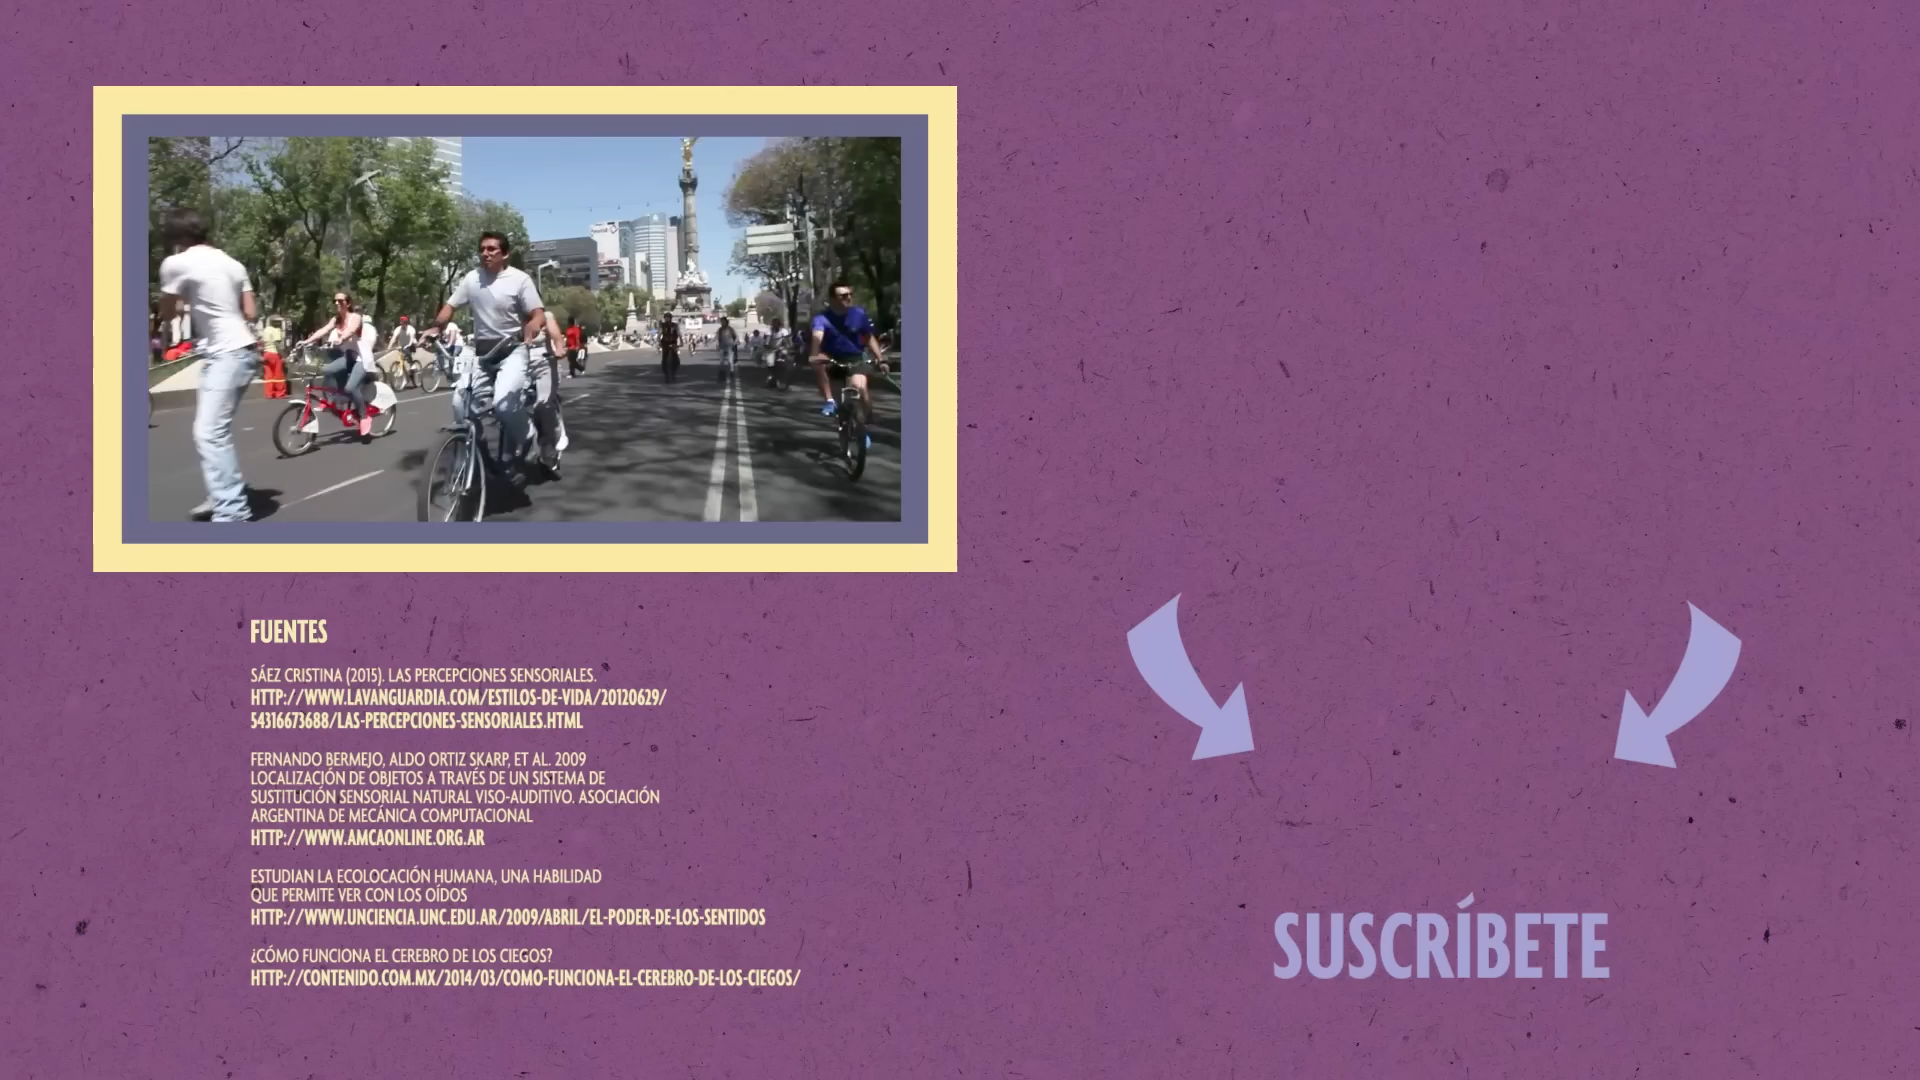 FUENTES
SÁEZ CRISTINA (2015). LAS PERCEPCIONES SENSORIALES.
HTTP://WWW.LAVANGUARDIA.COM/ESTILOS-DE-VIDA/20120629/
54316673688/LAS-PERCEPCIONES-SENSORIALES.HTML
FERNANDO BERMEJO, ALDO ORTIZ SKARP, ET AL. 2009
LOCALIZACIÓN DE OBJETOS A TRAVÉS DE UN SISTEMA DE
SUSTITUCIÓN SENSORIAL NATURAL VISO-AUDITIVO. ASOCIACIÓN
ARGENTINA DE MECÁNICA COMPUTACIONAL
HTTP://WWW.AMCAONLINE.ORG.AR
ESTUDIAN LA ECOLOCACIÓN HUMANA, UNA HABILIDAD
QUE PERMITE VER CON LOS OÍDOS
HTTP://WWW.UNCIENCIA.UNC.EDU.AR/2009/ABRIL/EL-PODER-DE-LOS-SENTIDOS
¿CÓMO FUNCIONA EL CEREBRO DE LOS CIEGOS?
HTTP://CONTENIDO.COM.MX/2014/03/COMO-FUNCIONA-EL-CEREBRO-DE-LOS-CIEGOS/
SUSCRÍBETE